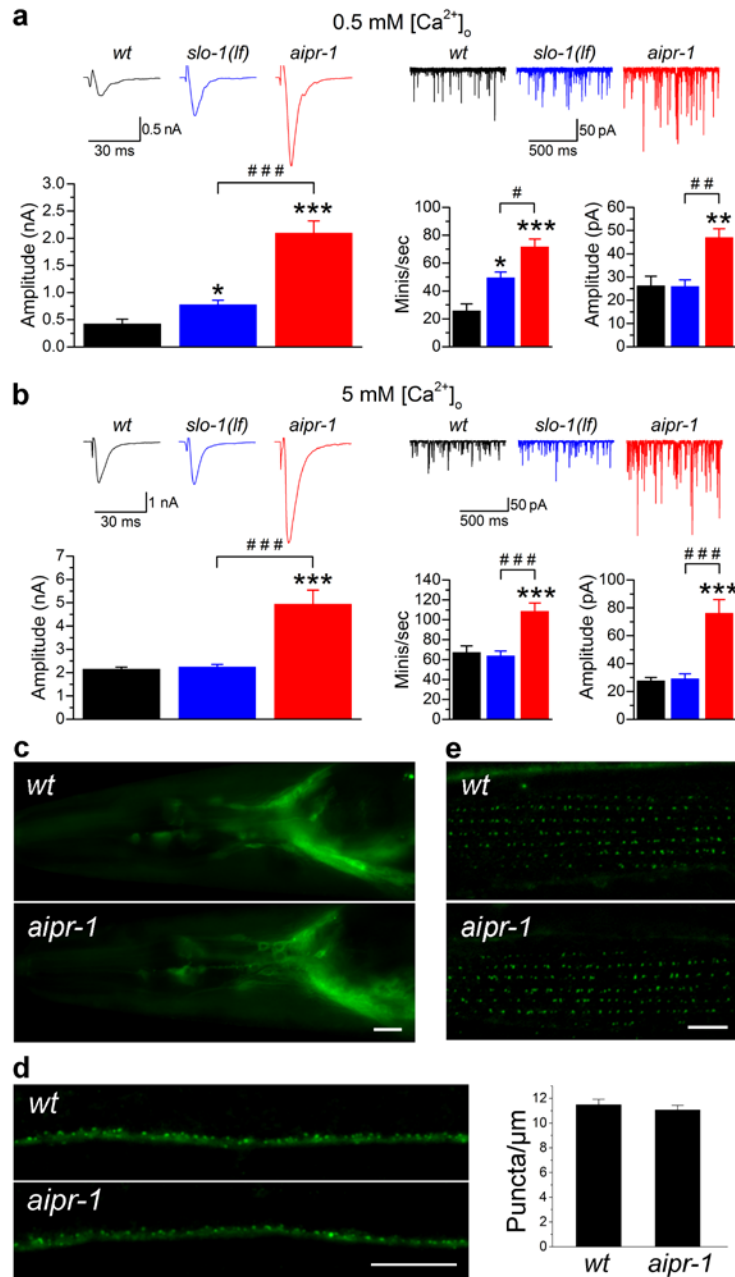 a
0.5 mM [Ca²⁺]ₒ
wt slo-1(lf) aipr-1
0.5 nA
30 ms
wt slo-1(lf) aipr-1
50 pA
500 ms
Amplitude (nA)
3.0
2.5
2.0
1.5
1.0
0.5
0.0
*
# # #
***
Minis/sec
100
80
60
40
20
0
*
#
***
Amplitude (pA)
60
50
40
30
20
10
0
# #
**
b
5 mM [Ca²⁺]ₒ
wt slo-1(lf) aipr-1
1 nA
30 ms
wt slo-1(lf) aipr-1
50 pA
500 ms
Amplitude (nA)
7
6
5
4
3
2
1
0
# # #
***
Minis/sec
140
120
100
80
60
40
20
0
# # #
***
Amplitude (pA)
100
80
60
40
20
0
# # #
***
c
wt
aipr-1
e
wt
aipr-1
d
wt
aipr-1
Puncta/µm
12
10
8
6
4
2
0
wt aipr-1